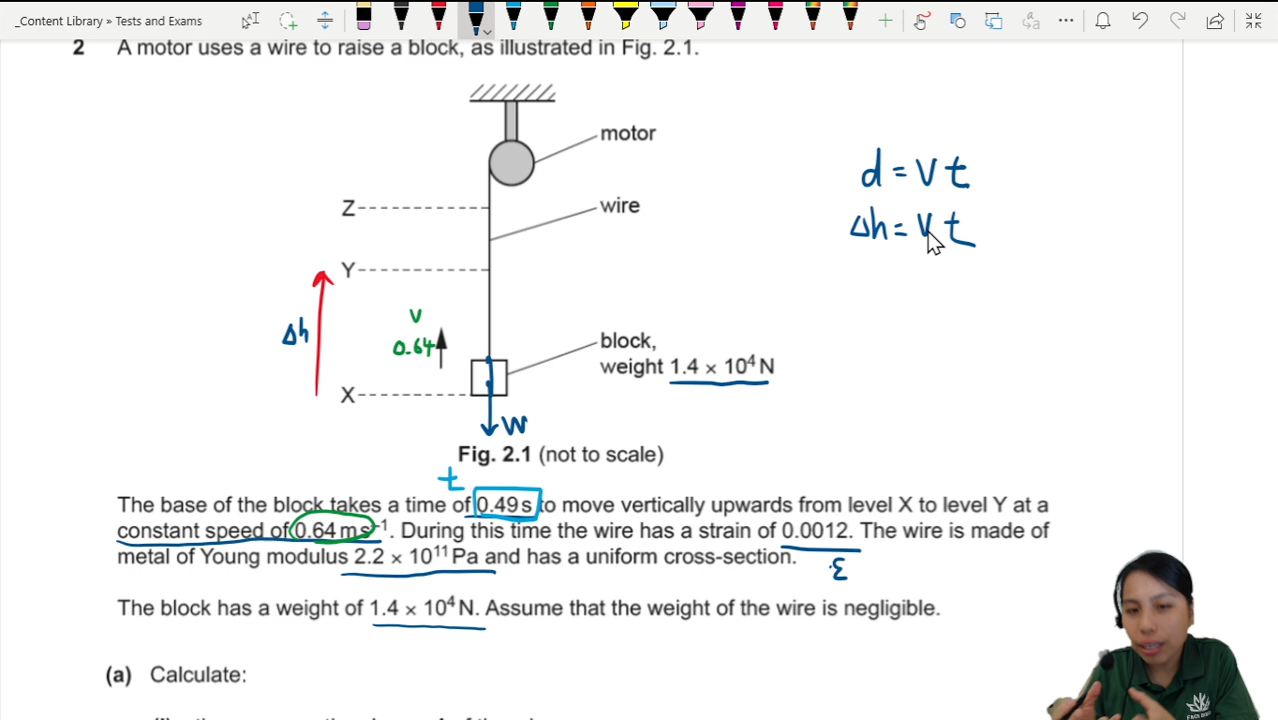 _Content Library » Tests and Exams
2 A motor uses a wire to raise a block, as illustrated in Fig. 2.1.
motor
d = v t
Z
wire
Δh = v t
Y
v
Δh
0.64
block,
weight 1.4 × 10⁴ N
X
W
Fig. 2.1 (not to scale)
t
The base of the block takes a time of 0.49 s to move vertically upwards from level X to level Y at a
constant speed of 0.64 m s⁻¹. During this time the wire has a strain of 0.0012. The wire is made of
metal of Young modulus 2.2 × 10¹¹ Pa and has a uniform cross-section.
ε
The block has a weight of 1.4 × 10⁴ N. Assume that the weight of the wire is negligible.
(a) Calculate: